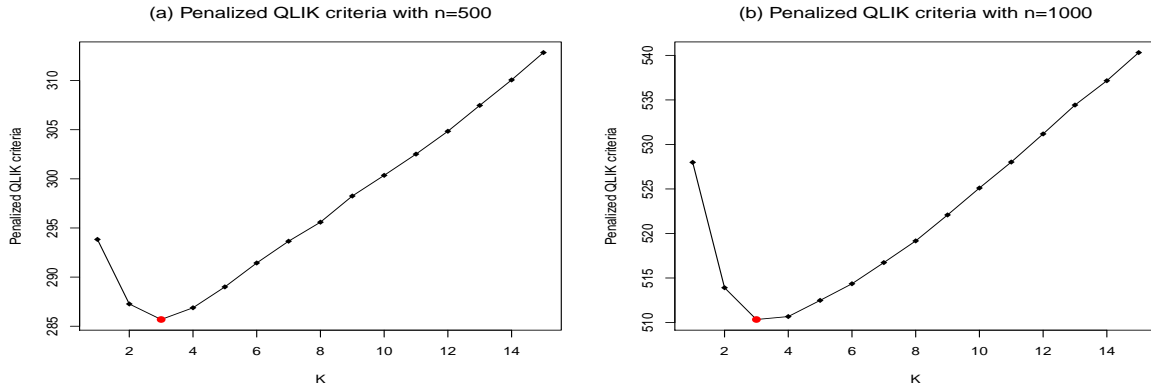 (a) Penalized QLIK criteria with n=500
Penalized QLIK criteria
310
305
300
295
290
285
2 4 6 8 10 12 14
K
(b) Penalized QLIK criteria with n=1000
Penalized QLIK criteria
540
535
530
525
520
515
510
2 4 6 8 10 12 14
K